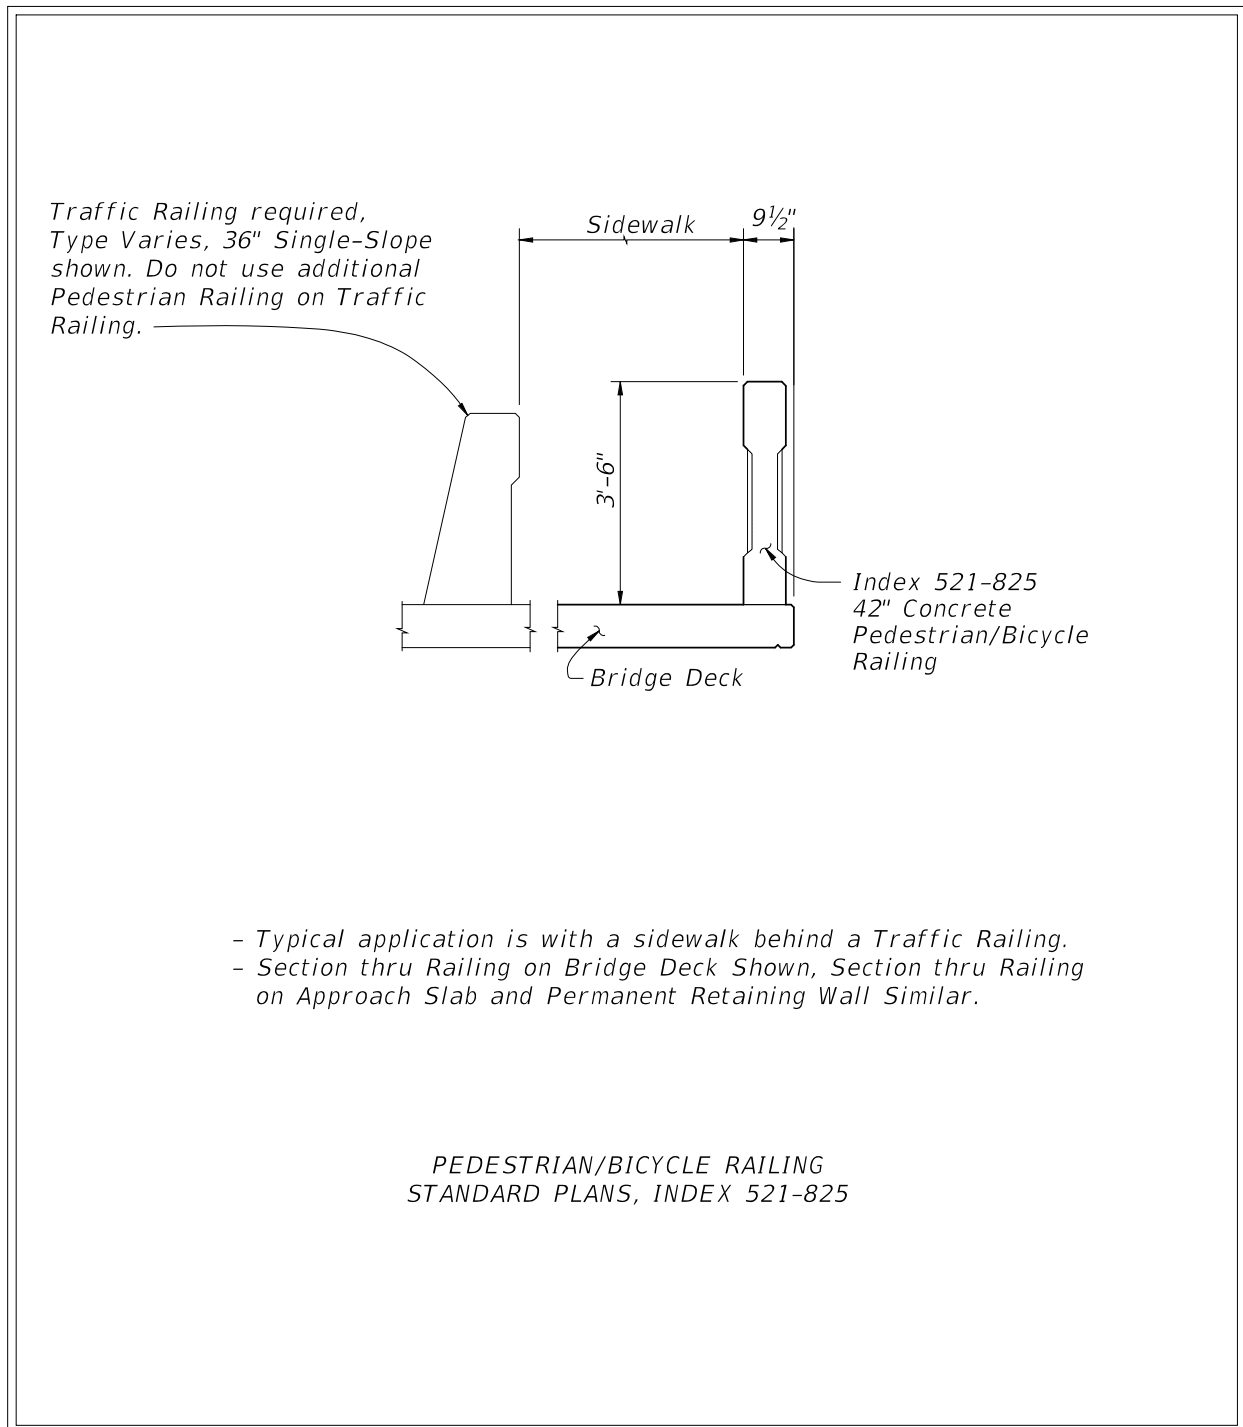 Traffic Railing required,
Type Varies, 36" Single-Slope
shown. Do not use additional
Pedestrian Railing on Traffic
Railing.
Sidewalk
9½"
3'-6"
Index 521-825
42" Concrete
Pedestrian/Bicycle
Railing
Bridge Deck
- Typical application is with a sidewalk behind a Traffic Railing.
- Section thru Railing on Bridge Deck Shown, Section thru Railing
on Approach Slab and Permanent Retaining Wall Similar.
PEDESTRIAN/BICYCLE RAILING
STANDARD PLANS, INDEX 521-825